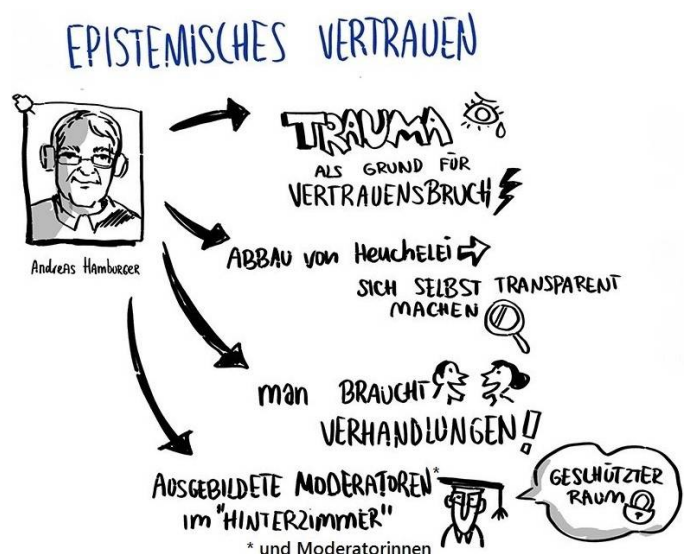 EPISTEMISCHES VERTRAUEN
Andreas Hamburger
TRAUMA
ALS GRUND FÜR
VERTRAUENSBRUCH
ABBAU von Heuchelei
SICH SELBST TRANSPARENT
MACHEN
man BRAUCHT
VERHANDLUNGEN!
AUSGEBILDETE MODERATOREN*
im "HINTERZIMMER"
* und Moderatorinnen
GESCHÜTZTER
RAUM